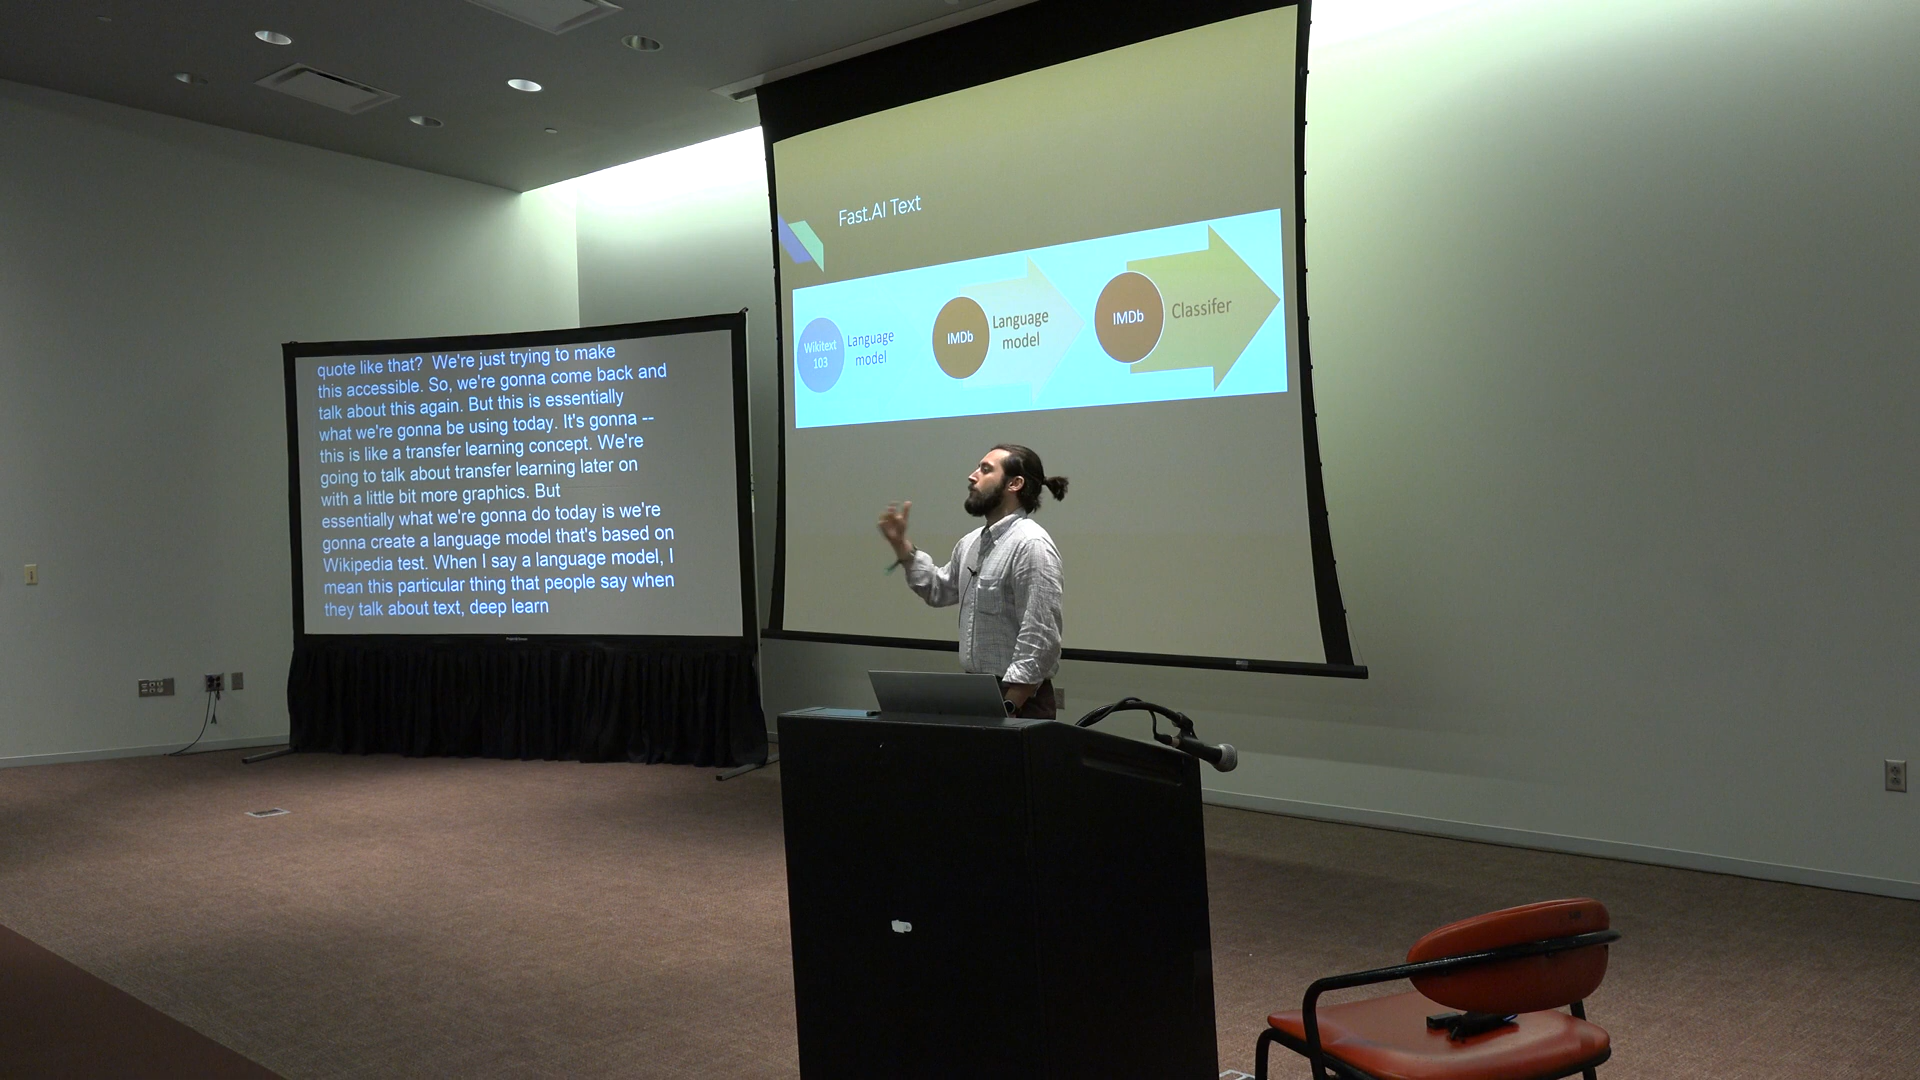 quote like that?  We're just trying to make
this accessible. So, we're gonna come back and
talk about this again. But this is essentially
what we're gonna be using today. It's gonna --
this is like a transfer learning concept. We're
going to talk about transfer learning later on
with a little bit more graphics. But
essentially what we're gonna do today is we're
gonna create a language model that's based on
Wikipedia test. When I say a language model, I
mean this particular thing that people say when
they talk about text, deep learn
Fast.AI Text
Wikitext
103
Language
model
IMDb
Language
model
IMDb
Classifer